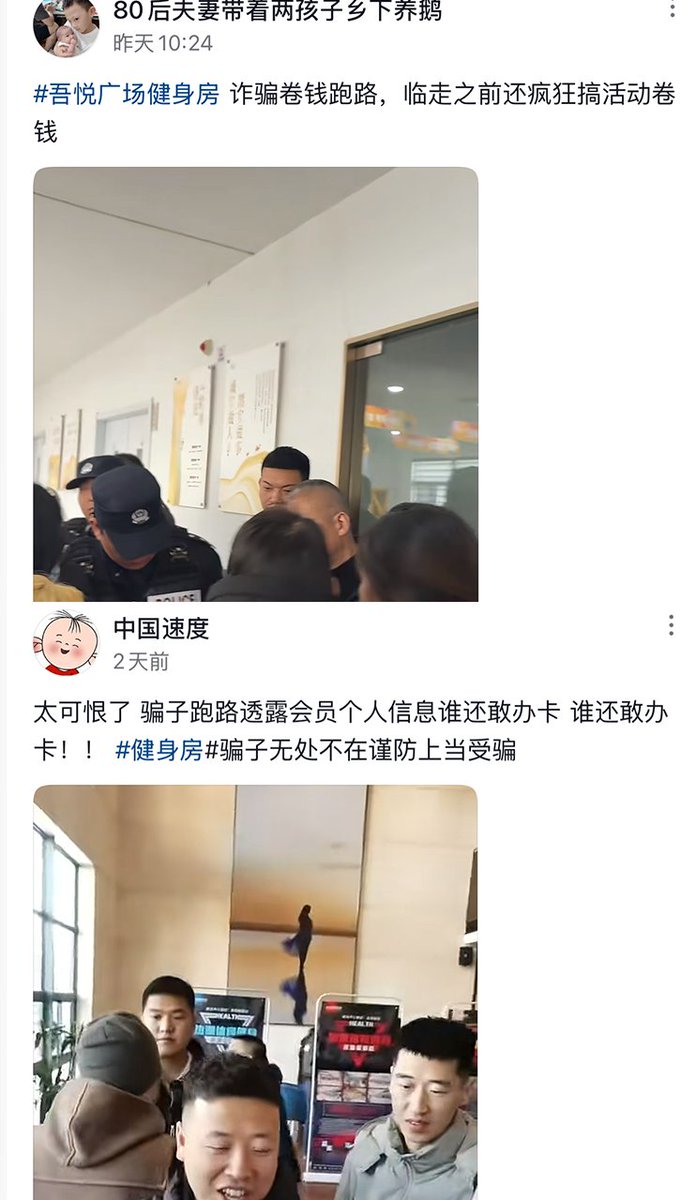 80后夫妻带着两孩子乡下养鹅
昨天10:24
#吾悦广场健身房 诈骗卷钱跑路，临走之前还疯狂搞活动卷
钱
POLICE
中国速度
2天前
太可恨了 骗子跑路透露会员个人信息谁还敢办卡 谁还敢办
卡！！ #健身房#骗子无处不在谨防上当受骗
HEALTH
HEALTH